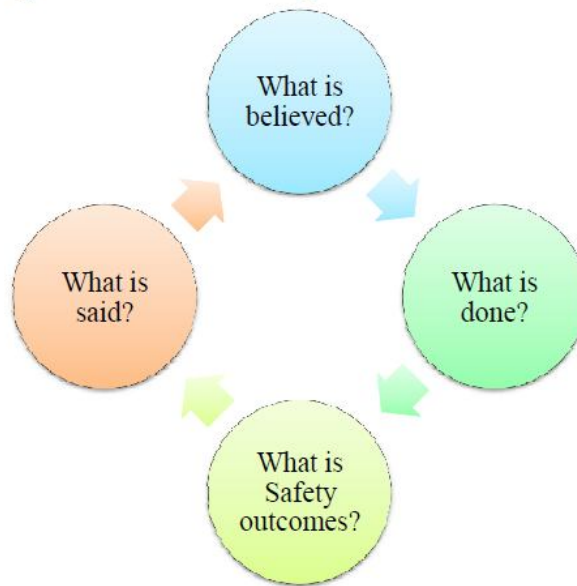 What is
believed?
What is
done?
What is
Safety
outcomes?
What is
said?